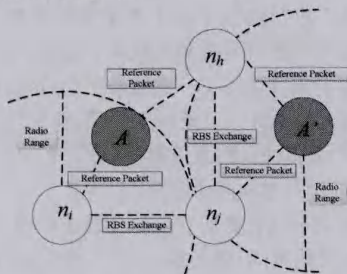 n_h
Reference
Packet
Reference
Packet
Radio
Range
A
RBS Exchange
A'
Reference Packet
Reference Packet
Radio
Range
n_i
RBS Exchange
n_j